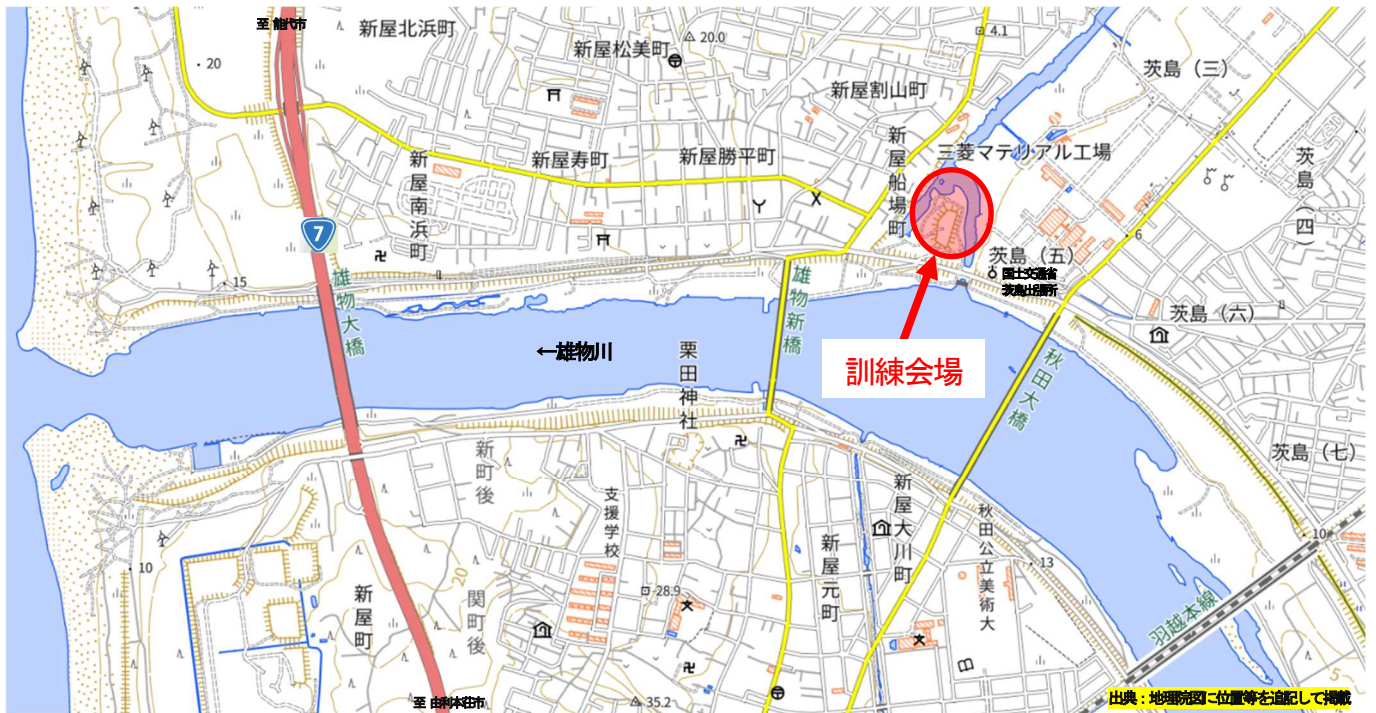 至 能代市
新屋北浜町
新屋松美町
20.0
4.1
茨島（三）
20
新屋割山町
新屋船場町
三菱マテリアル工場
茨島（四）
新屋南浜町
新屋寿町
新屋勝平町
7
6
茨島（五）
国土交通省
茨島出張所
15
雄物大橋
雄物新橋
茨島（六）
←雄物川
栗田神社
訓練会場
秋田大橋
茨島（七）
新町後
支援学校
新屋大川町
秋田公立美術大
10
新屋元町
13
10
20
28.9
新屋町
関町後
羽越本線
5
至 由利本荘市
35.2
出典：地理院図に位置等を追記して掲載